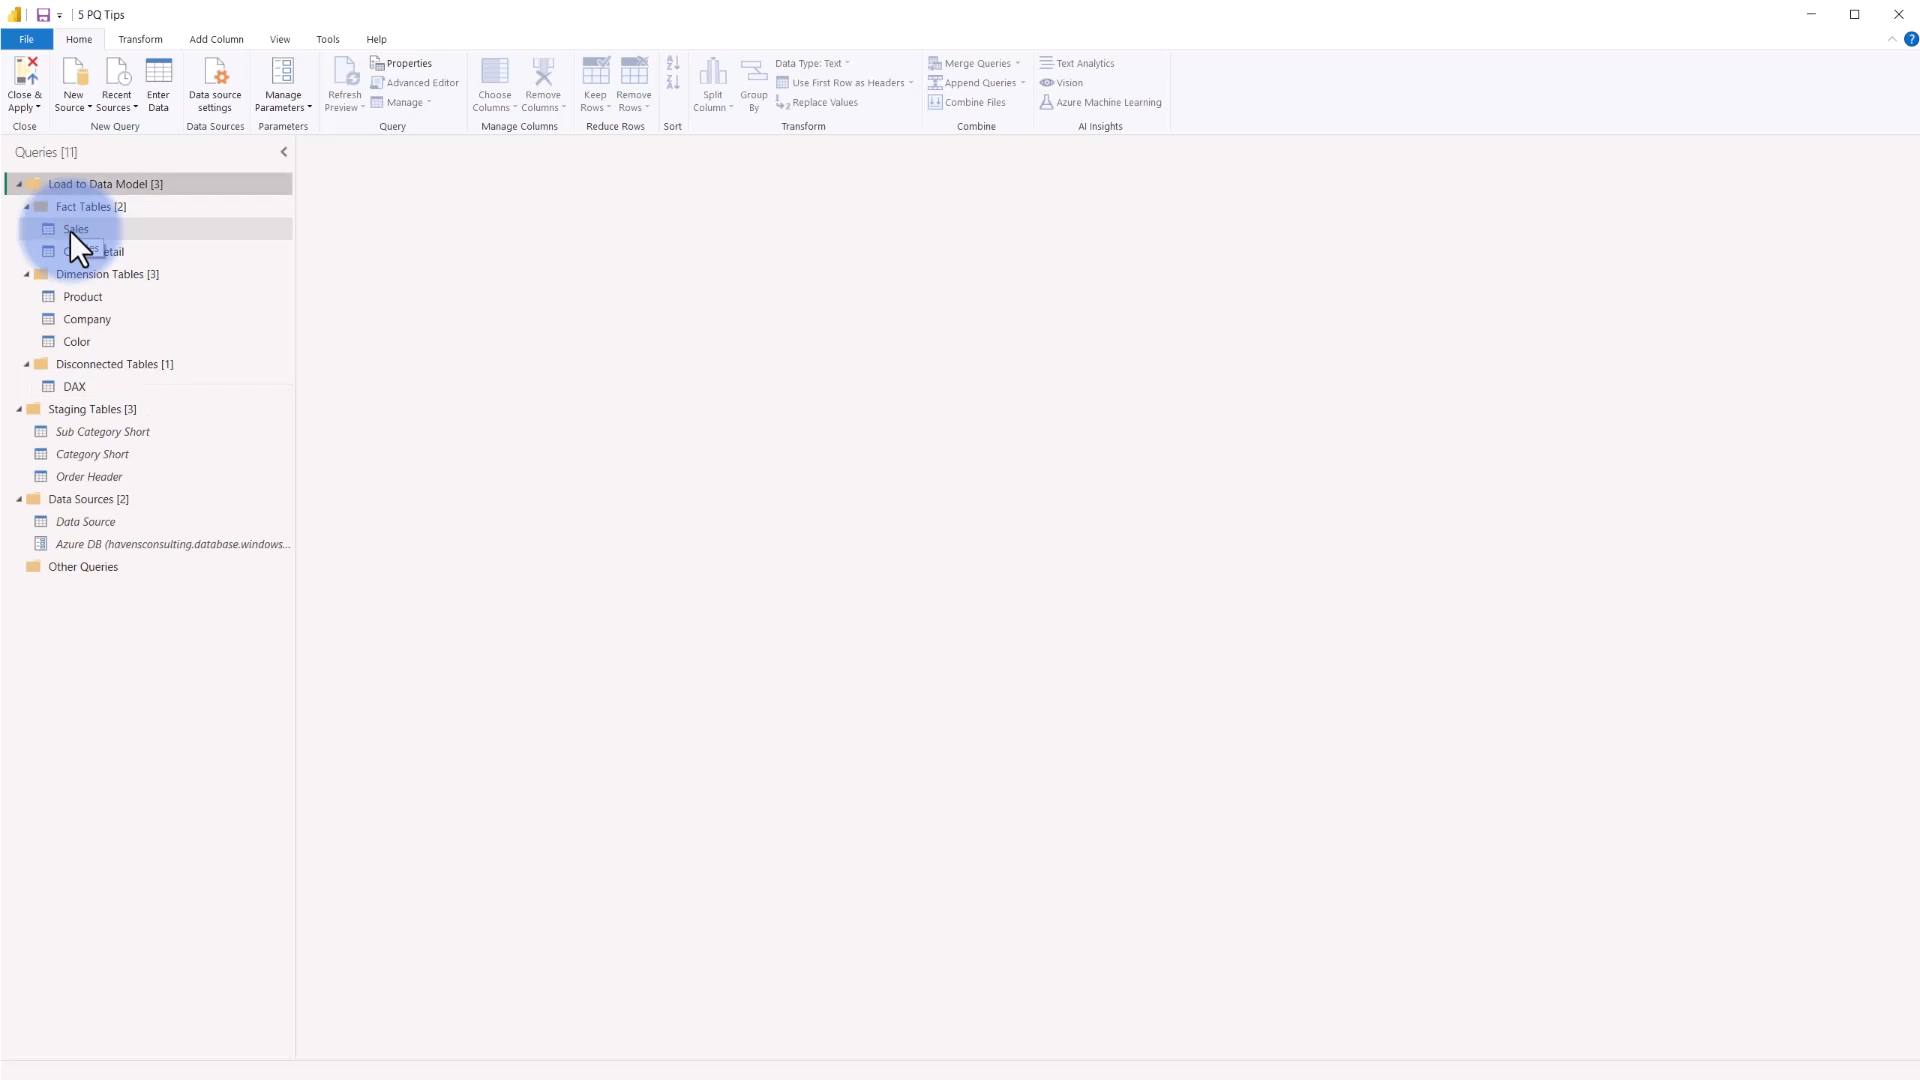 5 PQ Tips
File Home Transform Add Column View Tools Help
Close & Apply
New Source
Recent Sources
Enter Data
Data source settings
Manage Parameters
Refresh Preview
Properties
Advanced Editor
Manage
Choose Columns
Remove Columns
Keep Rows
Remove Rows
Split Column
Group By
Data Type: Text
Use First Row as Headers
Replace Values
Merge Queries
Append Queries
Combine Files
Text Analytics
Vision
Azure Machine Learning
Close New Query Data Sources Parameters Query Manage Columns Reduce Rows Sort Transform Combine AI Insights
Queries [11]
Load to Data Model [3]
Fact Tables [2]
Sales
Dimension Tables [3]
Product
Company
Color
Disconnected Tables [1]
DAX
Staging Tables [3]
Sub Category Short
Category Short
Order Header
Data Sources [2]
Data Source
Azure DB (havensconsulting.database.windows...
Other Queries